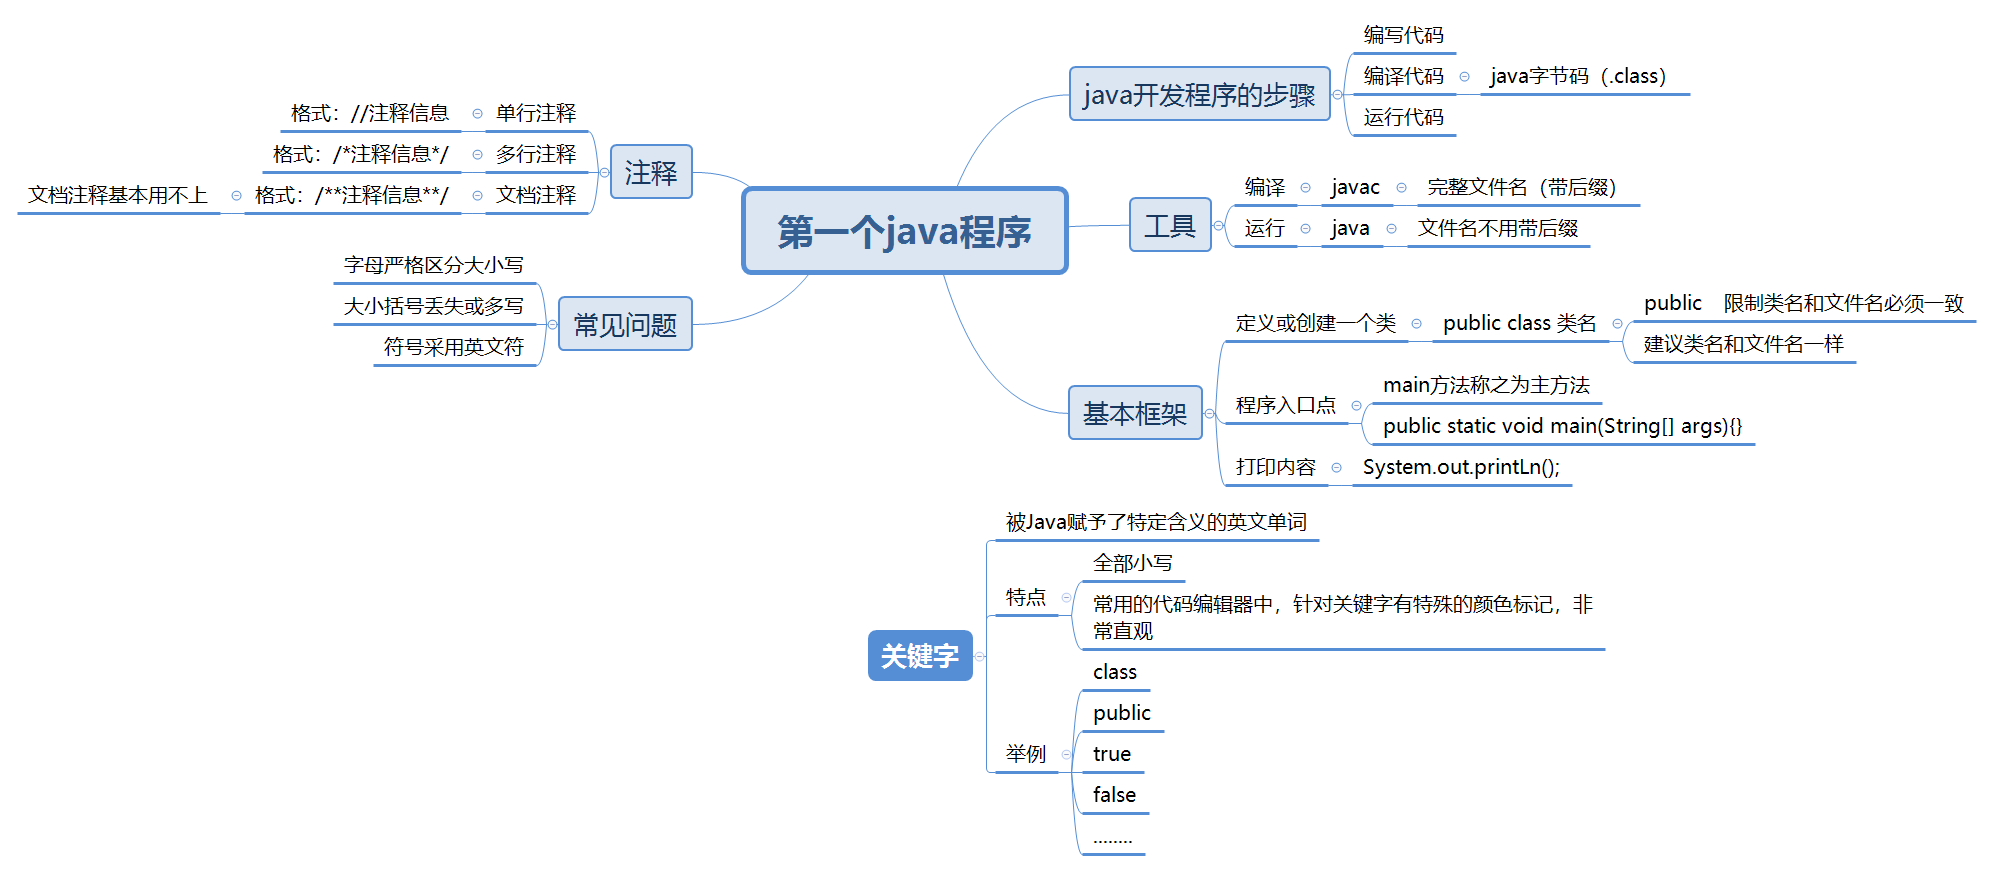 第一个java程序
java开发程序的步骤
编写代码
编译代码
java字节码（.class）
运行代码
工具
编译
javac
完整文件名（带后缀）
运行
java
文件名不用带后缀
基本框架
定义或创建一个类
public class 类名
public 限制类名和文件名必须一致
建议类名和文件名一样
程序入口点
main方法称之为主方法
public static void main(String[] args){}
打印内容
System.out.printLn();
注释
单行注释
格式：//注释信息
多行注释
格式：/*注释信息*/
文档注释
格式：/**注释信息**/
文档注释基本用不上
常见问题
字母严格区分大小写
大小括号丢失或多写
符号采用英文符
关键字
被Java赋予了特定含义的英文单词
特点
全部小写
常用的代码编辑器中，针对关键字有特殊的颜色标记，非
常直观
举例
class
public
true
false
........